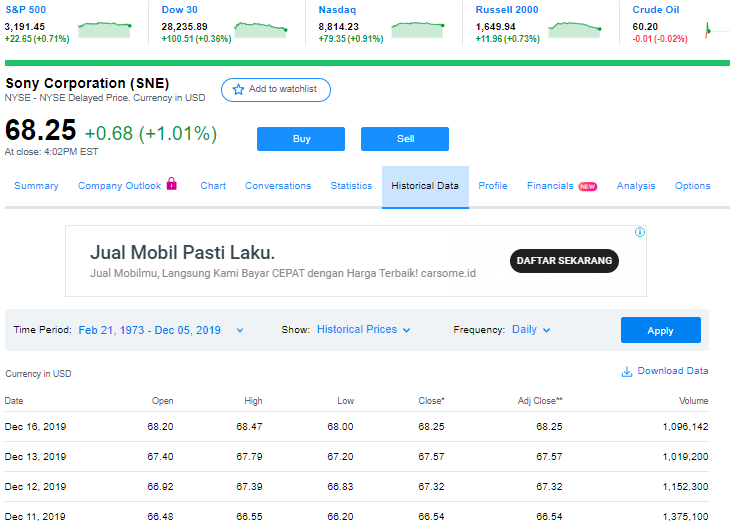 S&P 500 Dow 30 Nasdaq Russell 2000 Crude Oil
3,191.45 28,235.89 8,814.23 1,649.94 60.20
+22.65 (+0.71%) +100.51 (+0.36%) +79.35 (+0.91%) +11.96 (+0.73%) -0.01 (-0.02%)
Sony Corporation (SNE)
NYSE - NYSE Delayed Price. Currency in USD
Add to watchlist
68.25 +0.68 (+1.01%)
At close: 4:02PM EST
Buy Sell
Summary Company Outlook Chart Conversations Statistics Historical Data Profile Financials NEW Analysis Options
Jual Mobil Pasti Laku.
Jual Mobilmu, Langsung Kami Bayar CEPAT dengan Harga Terbaik! carsome.id
DAFTAR SEKARANG
Time Period: Feb 21, 1973 - Dec 05, 2019 Show: Historical Prices Frequency: Daily Apply
Currency in USD Download Data
Date Open High Low Close* Adj Close** Volume
Dec 16, 2019 68.20 68.47 68.00 68.25 68.25 1,096,142
Dec 13, 2019 67.40 67.79 67.20 67.57 67.57 1,019,200
Dec 12, 2019 66.92 67.39 66.83 67.32 67.32 1,152,300
Dec 11, 2019 66.48 66.55 66.20 66.54 66.54 1,375,100